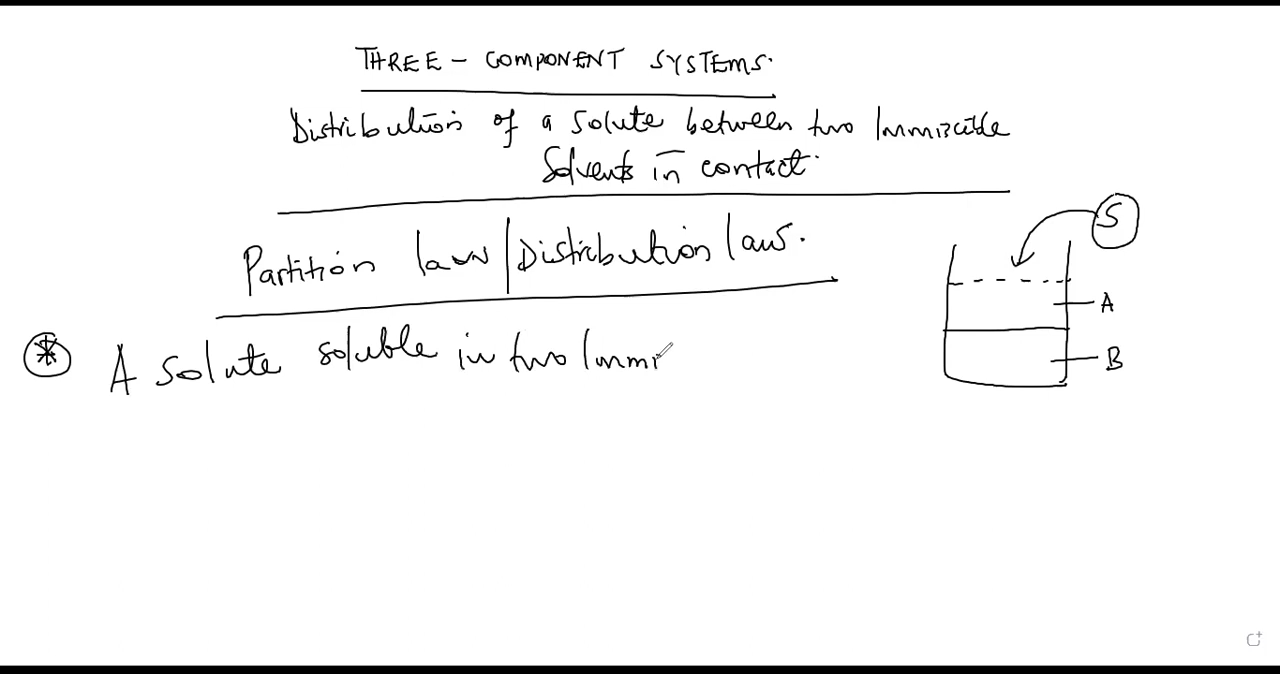 THREE - COMPONENT SYSTEMS.
Distribution of a solute between two Immiscible
Solvents in contact.
Partition law/Distribution law.
S
A
B
* A solute soluble in two Immi